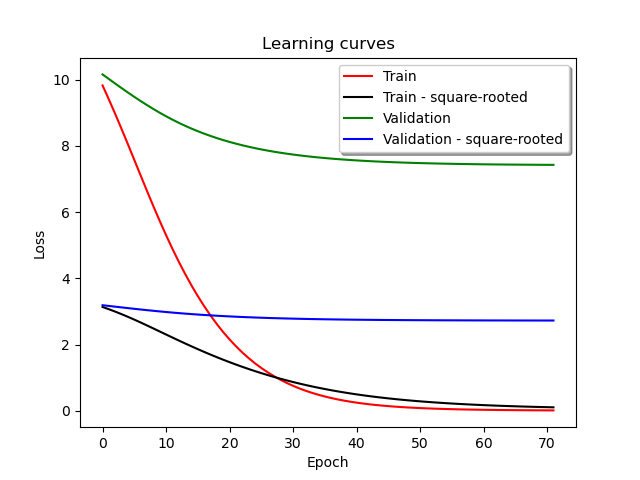 Learning curves
Train
Train - square-rooted
Validation
Validation - square-rooted
Loss
10
8
6
4
2
0
0 10 20 30 40 50 60 70
Epoch